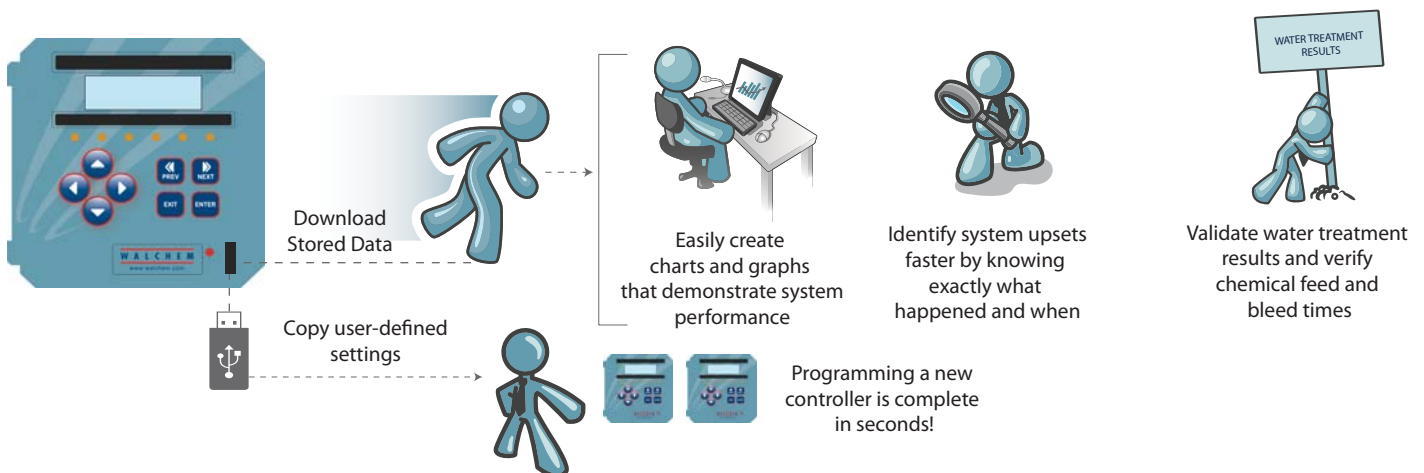 PREV
NEXT
EXIT
ENTER
WALCHEM
www.walchem.com
Download
Stored Data
Copy user-defined
settings
Easily create
charts and graphs
that demonstrate system
performance
Identify system upsets
faster by knowing
exactly what
happened and when
WATER TREATMENT
RESULTS
Validate water treatment
results and verify
chemical feed and
bleed times
Programming a new
controller is complete
in seconds!